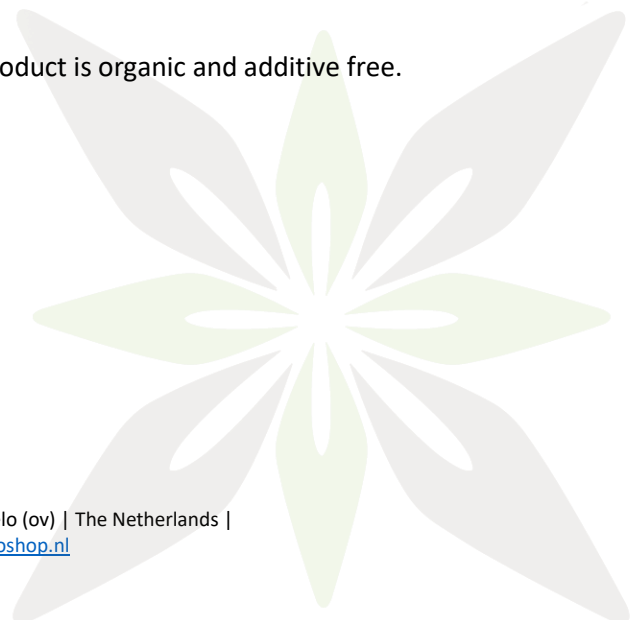 oduct is organic and additive free.
lo (ov) | The Netherlands |
oshop.nl